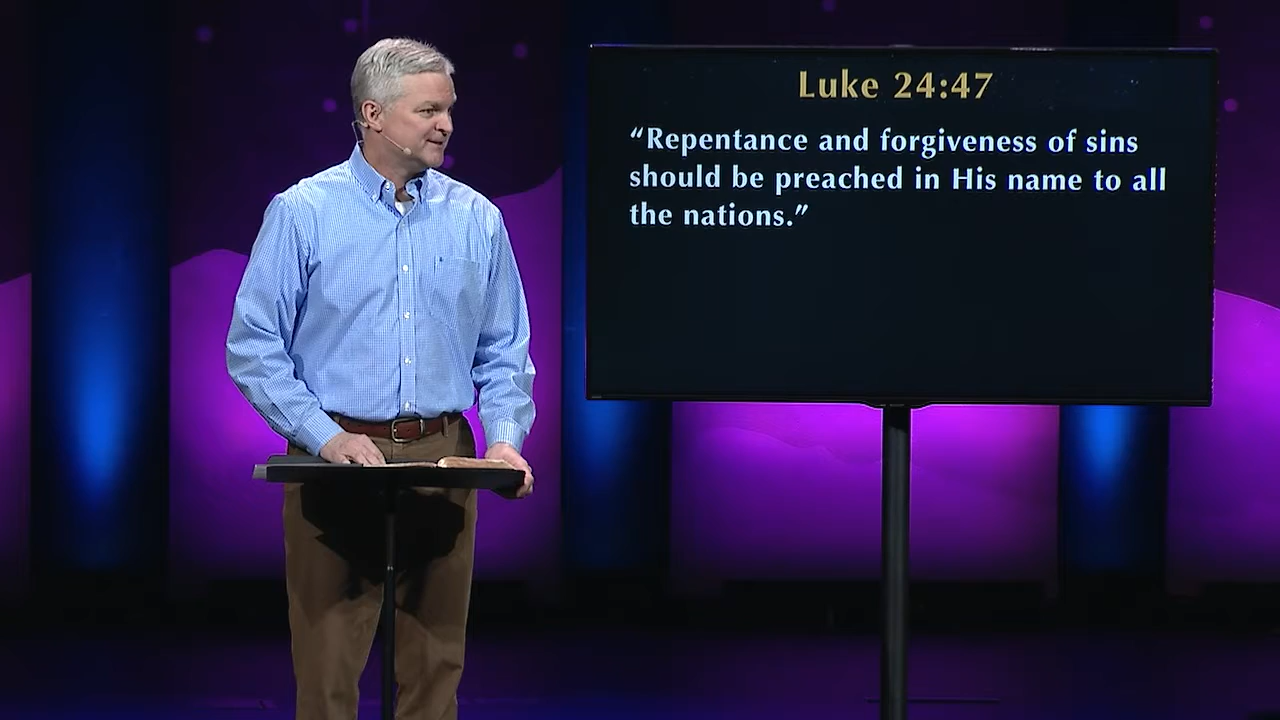 Luke 24:47
“Repentance and forgiveness of sins
should be preached in His name to all
the nations.”